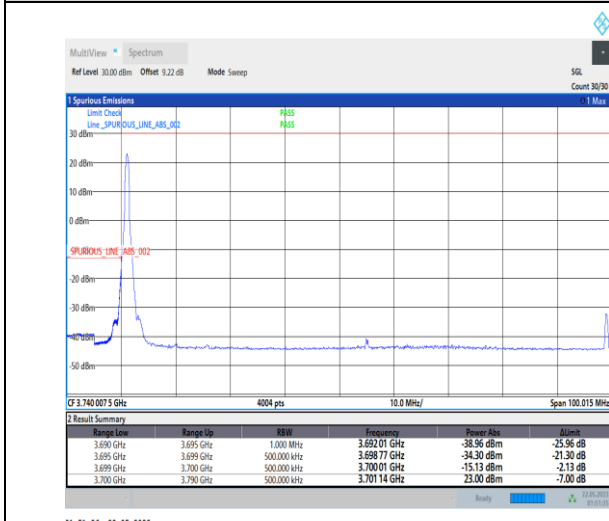 MultiView Spectrum
Ref Level 30.00 dBm Offset 9.22 dB Mode Sweep SGL
Count 30/30
1 Spurious Emissions 1 Max
Limit Check PASS
Line _SPURIOUS_LINE_ABS_002 PASS
30 dBm
20 dBm
10 dBm
0 dBm
_SPURIOUS_LINE_ABS_002
-20 dBm
-30 dBm
-40 dBm
-50 dBm
CF 3.740 007 5 GHz 4004 pts 10.0 MHz/ Span 100.015 MHz
2 Result Summary
Range Low Range Up RBW Frequency Power Abs ΔLimit
3.690 GHz 3.695 GHz 1.000 MHz 3.692 01 GHz -38.96 dBm -25.96 dB
3.695 GHz 3.699 GHz 500.000 kHz 3.698 77 GHz -34.30 dBm -21.30 dB
3.699 GHz 3.700 GHz 500.000 kHz 3.700 01 GHz -15.13 dBm -2.13 dB
3.700 GHz 3.790 GHz 500.000 kHz 3.701 14 GHz 23.00 dBm -7.00 dB
Ready